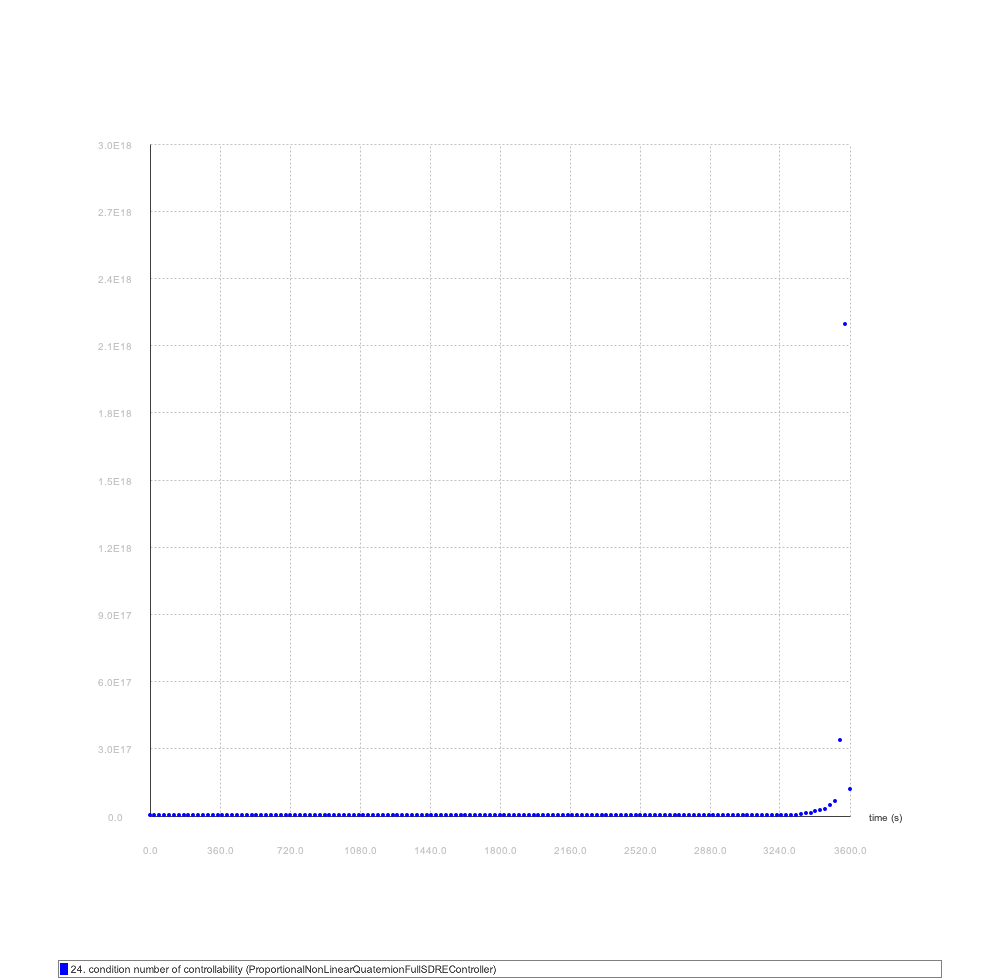 3.0E18
2.7E18
2.4E18
2.1E18
1.8E18
1.5E18
1.2E18
9.0E17
6.0E17
3.0E17
0.0
time (s)
0.0 360.0 720.0 1080.0 1440.0 1800.0 2160.0 2520.0 2880.0 3240.0 3600.0
24. condition number of controllability (ProportionalNonLinearQuaternionFullSDREController)